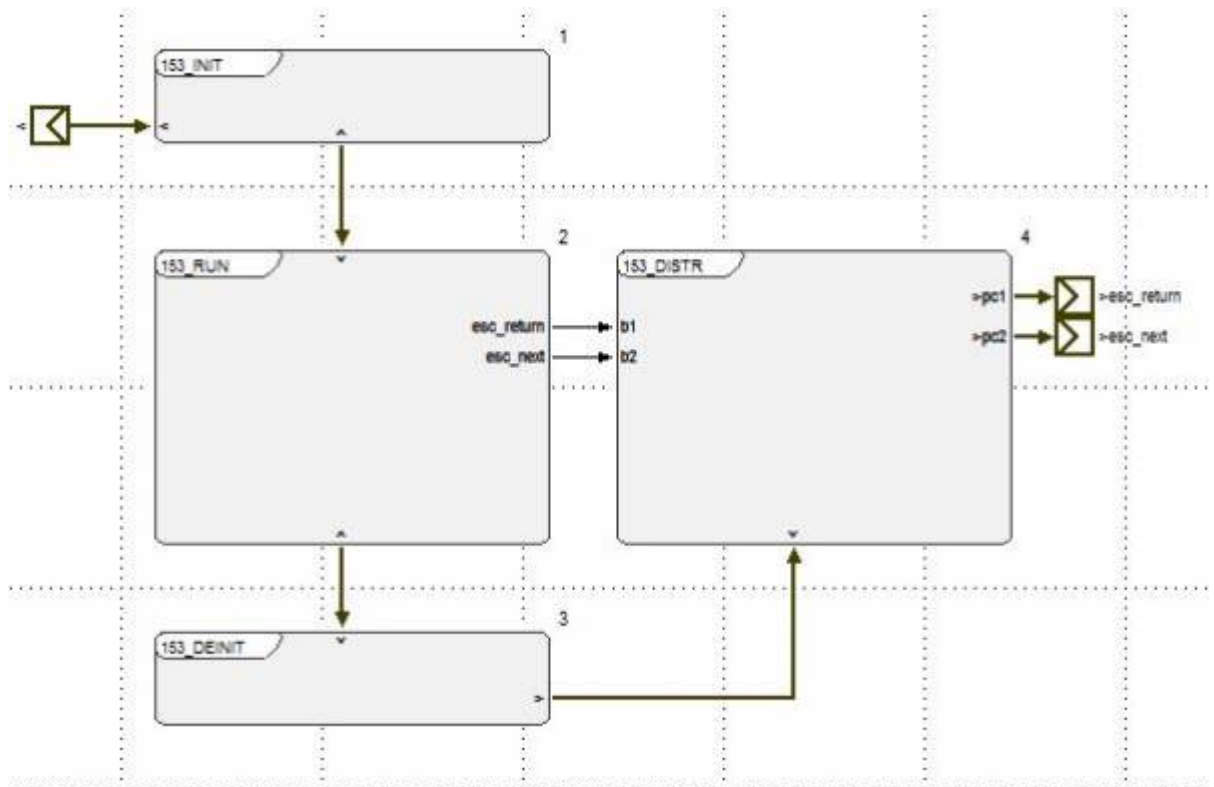 1
153_INIT
<
<
^
2
4
153_RUN
v
153_DISTR
>pc1
>esc_return
esc_return
b1
>pc2
>esc_next
esc_next
b2
^
v
3
153_DEINIT
v
>